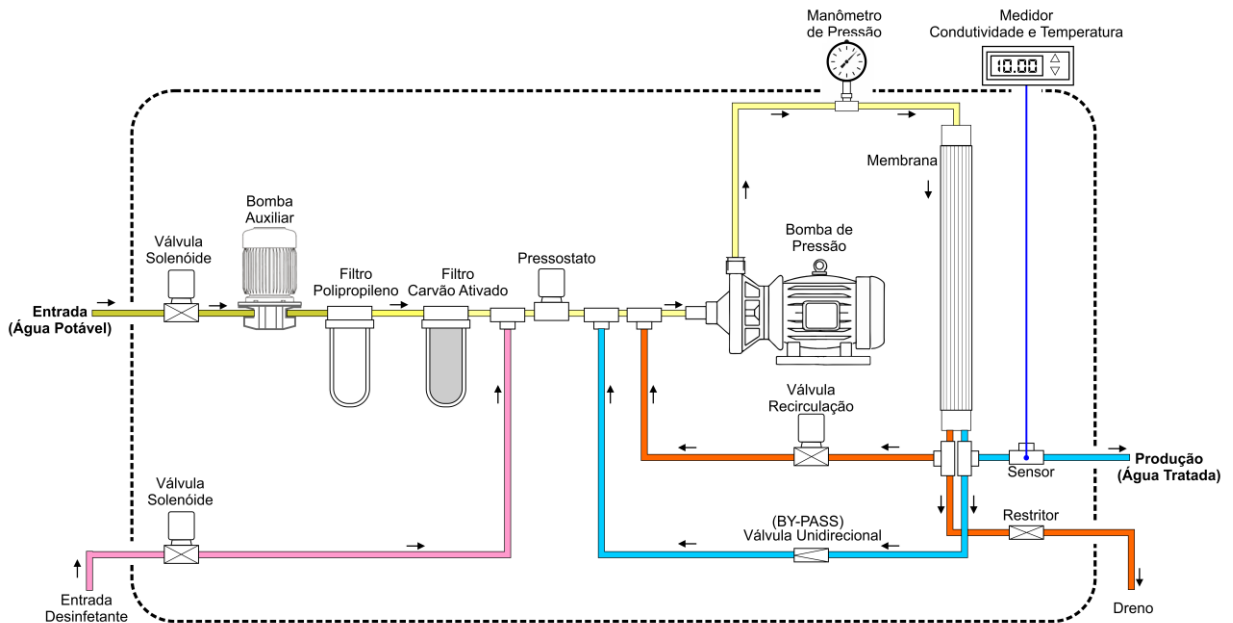 Manômetro
de Pressão
Medidor
Condutividade e Temperatura
10.00
Membrana
Bomba
Auxiliar
Válvula
Solenóide
Filtro
Polipropileno
Filtro
Carvão Ativado
Pressostato
Bomba de
Pressão
Entrada
(Água Potável)
Válvula
Recirculação
Sensor
Produção
(Água Tratada)
Válvula
Solenóide
(BY-PASS)
Válvula Unidirecional
Restritor
Entrada
Desinfetante
Dreno